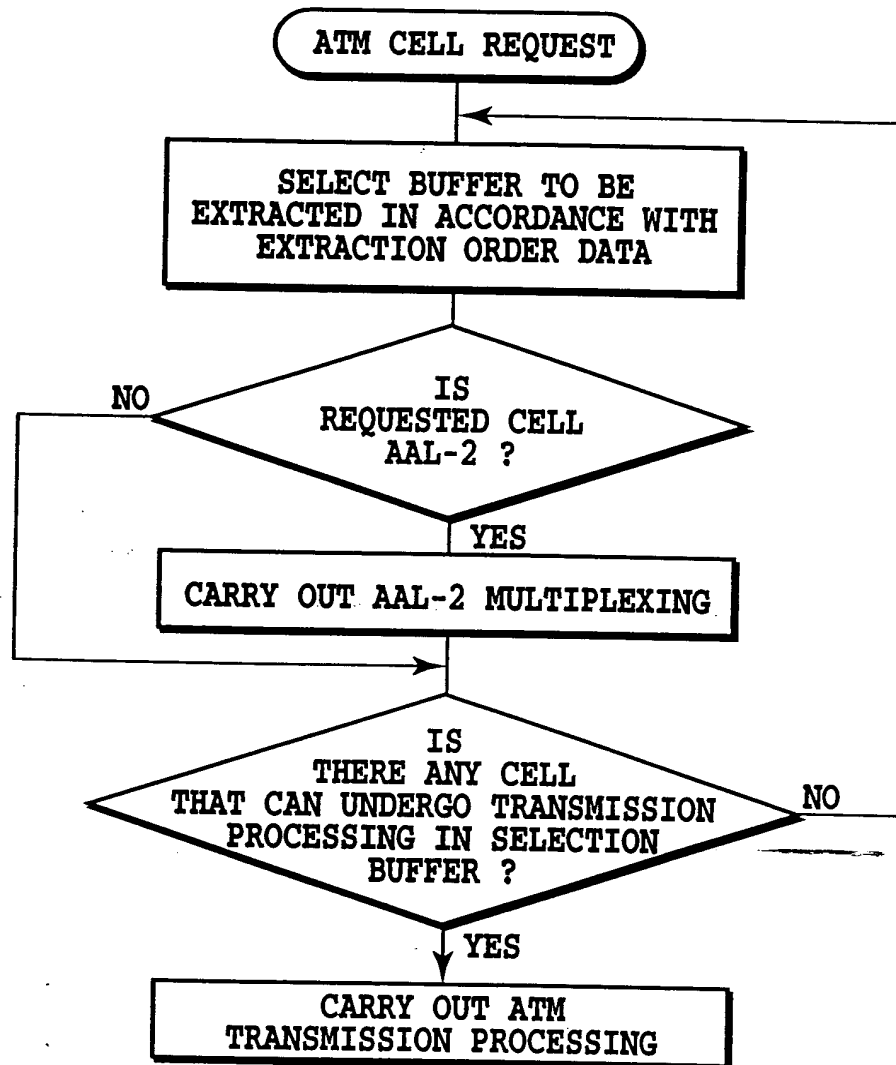 ATM CELL REQUEST
SELECT BUFFER TO BE
EXTRACTED IN ACCORDANCE WITH
EXTRACTION ORDER DATA
NO
IS
REQUESTED CELL
AAL-2 ?
YES
CARRY OUT AAL-2 MULTIPLEXING
IS
THERE ANY CELL
THAT CAN UNDERGO TRANSMISSION
PROCESSING IN SELECTION
BUFFER ?
NO
YES
CARRY OUT ATM
TRANSMISSION PROCESSING